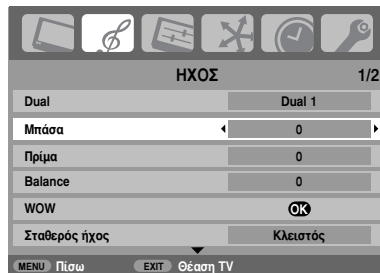 ΗΧΟΣ 1/2
Dual Dual 1
Μπάσα 0
Πρίμα 0
Balance 0
WOW OK
Σταθερός ήχος Κλειστός
MENU Πίσω EXIT Θέαση TV